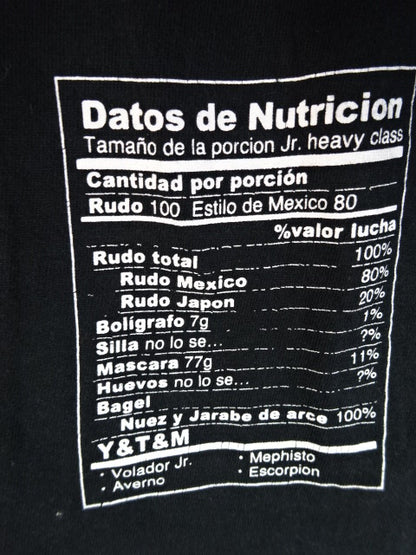 Datos de Nutricion
Tamaño de la porcion Jr. heavy class
Cantidad por porción
Rudo 100 Estilo de Mexico 80
%valor lucha
Rudo total 100%
Rudo Mexico 80%
Rudo Japon 20%
Bolígrafo 7g 1%
Silla no lo se... ?%
Mascara 77g 11%
Huevos no lo se... ?%
Bagel
Nuez y Jarabe de arce 100%
Y&T&M
· Volador Jr. · Mephisto
· Averno · Escorpion